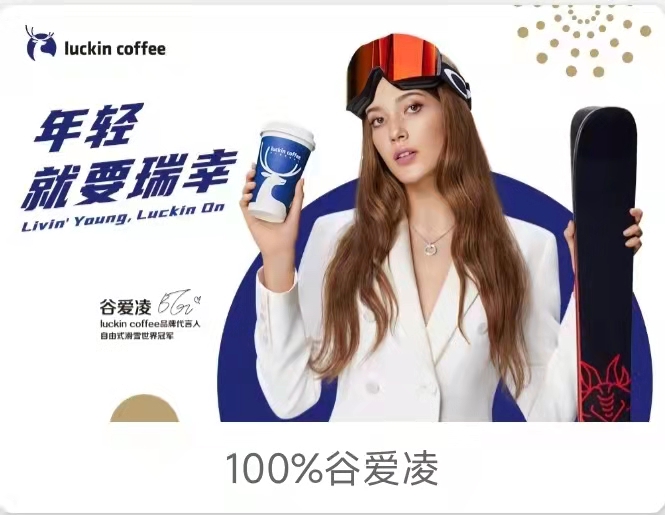 luckin coffee
年轻
就要瑞幸
Livin' Young, Luckin On
luckin coffee
谷爱凌
luckin coffee品牌代言人
自由式滑雪世界冠军
100%谷爱凌